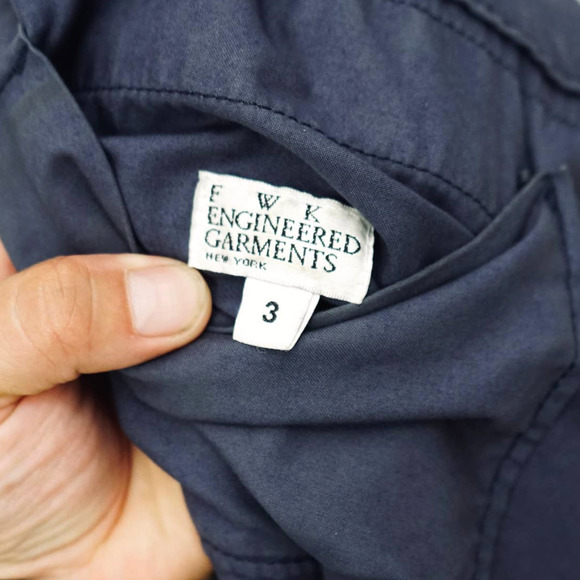 F W K
ENGINEERED
GARMENTS
NEW YORK
3